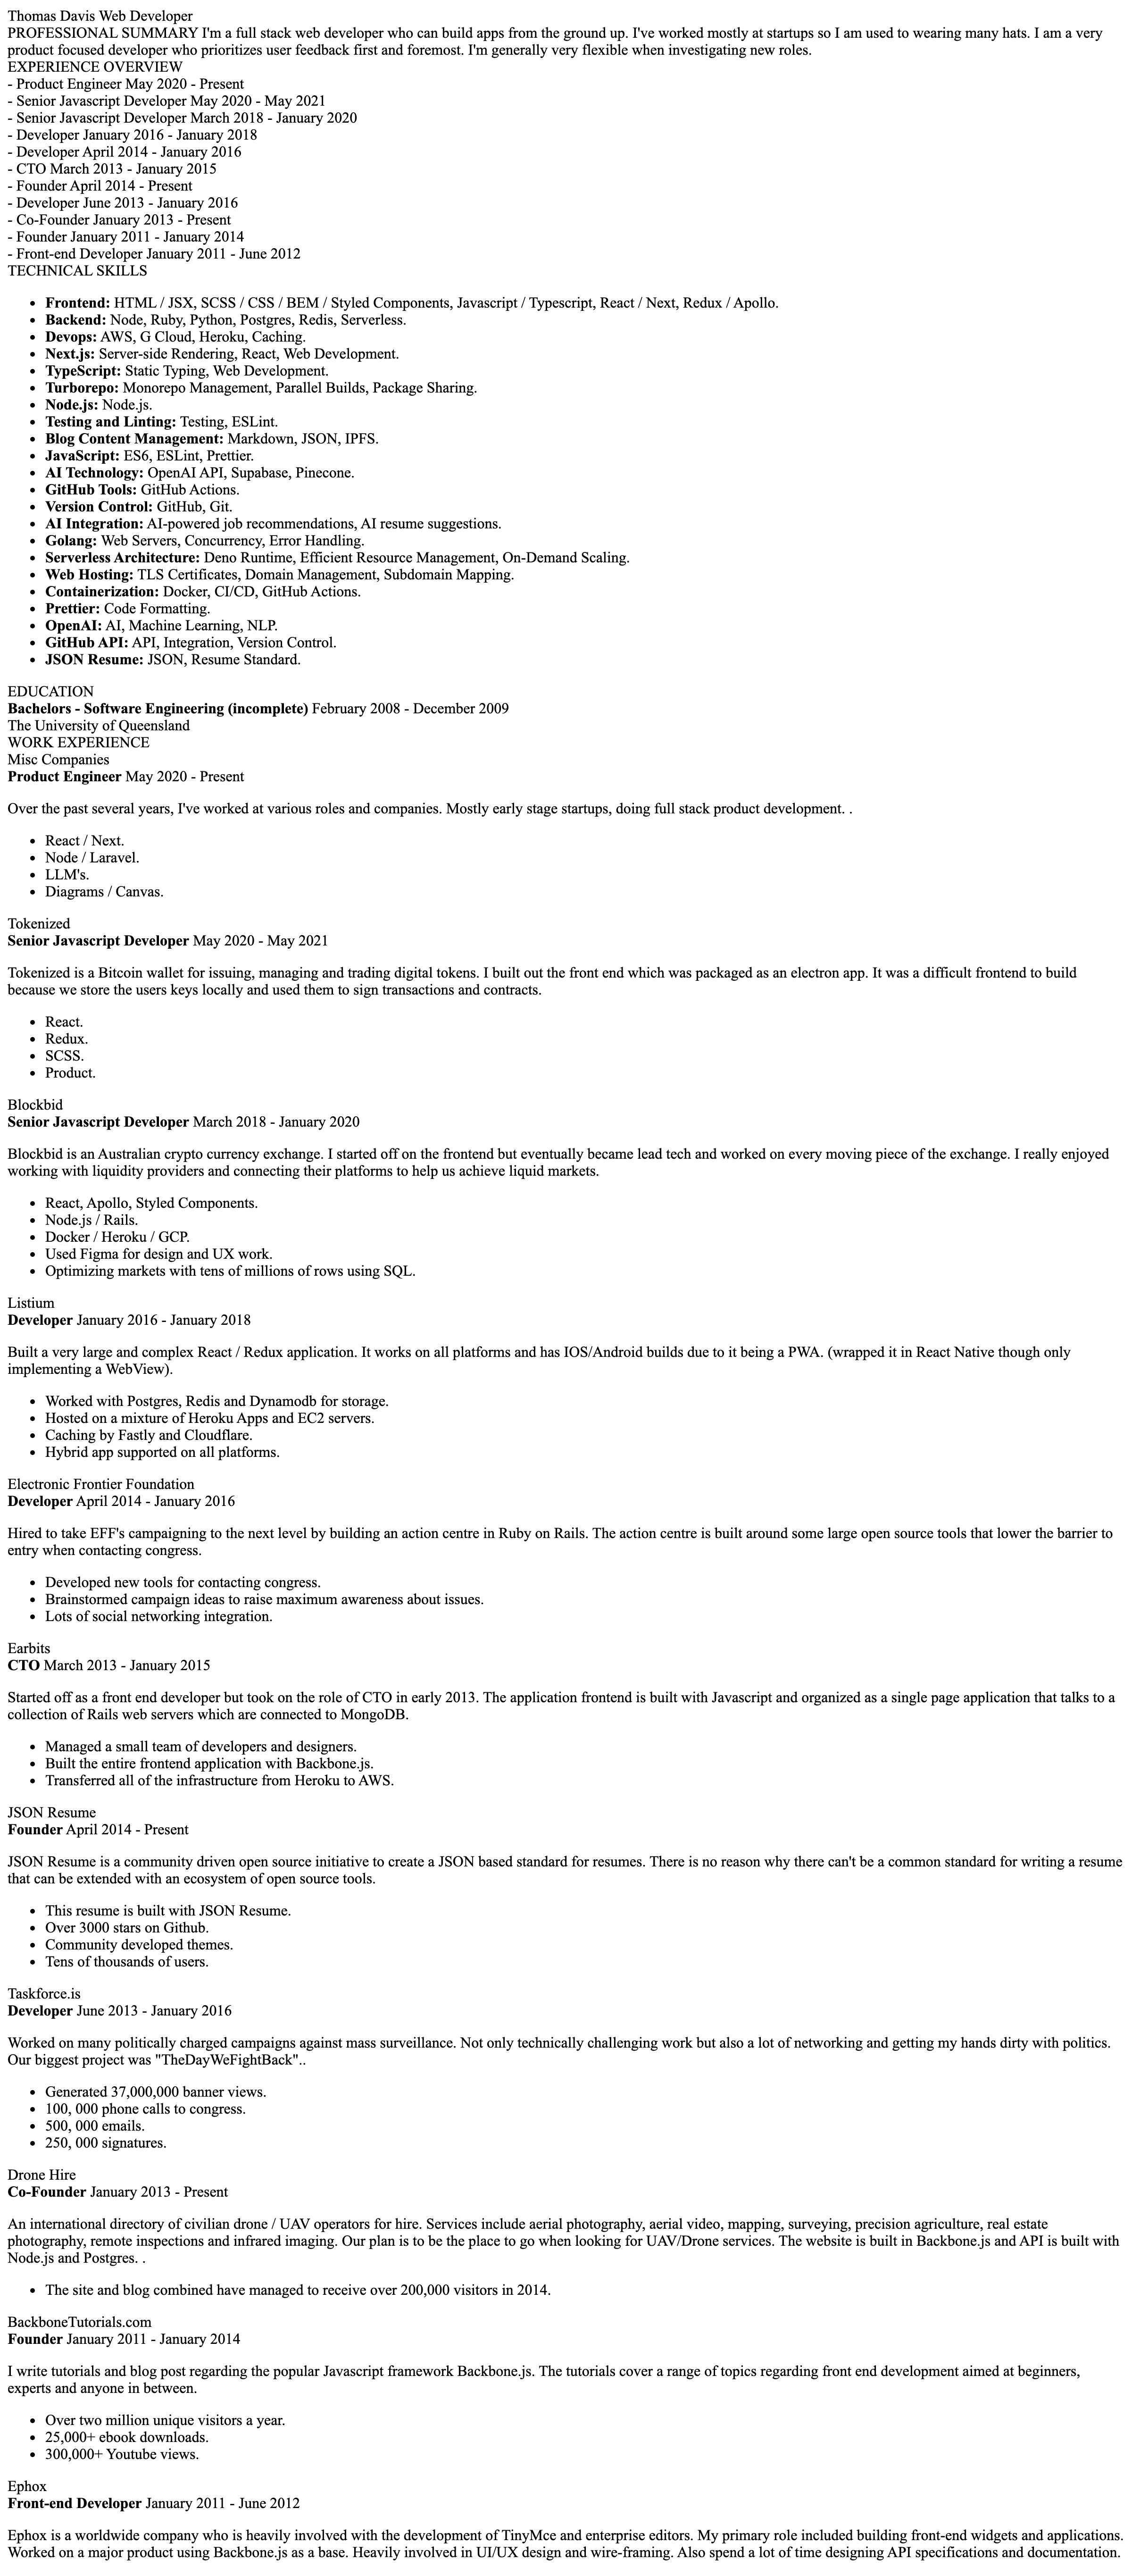 Thomas Davis Web Developer
PROFESSIONAL SUMMARY I'm a full stack web developer who can build apps from the ground up. I've worked mostly at startups so I am used to wearing many hats. I am a very
product focused developer who prioritizes user feedback first and foremost. I'm generally very flexible when investigating new roles.
EXPERIENCE OVERVIEW
- Product Engineer May 2020 - Present
- Senior Javascript Developer May 2020 - May 2021
- Senior Javascript Developer March 2018 - January 2020
- Developer January 2016 - January 2018
- Developer April 2014 - January 2016
- CTO March 2013 - January 2015
- Founder April 2014 - Present
- Developer June 2013 - January 2016
- Co-Founder January 2013 - Present
- Founder January 2011 - January 2014
- Front-end Developer January 2011 - June 2012
TECHNICAL SKILLS
• Frontend: HTML / JSX, SCSS / CSS / BEM / Styled Components, Javascript / Typescript, React / Next, Redux / Apollo.
• Backend: Node, Ruby, Python, Postgres, Redis, Serverless.
• Devops: AWS, G Cloud, Heroku, Caching.
• Next.js: Server-side Rendering, React, Web Development.
• TypeScript: Static Typing, Web Development.
• Turborepo: Monorepo Management, Parallel Builds, Package Sharing.
• Node.js: Node.js.
• Testing and Linting: Testing, ESLint.
• Blog Content Management: Markdown, JSON, IPFS.
• JavaScript: ES6, ESLint, Prettier.
• AI Technology: OpenAI API, Supabase, Pinecone.
• GitHub Tools: GitHub Actions.
• Version Control: GitHub, Git.
• AI Integration: AI-powered job recommendations, AI resume suggestions.
• Golang: Web Servers, Concurrency, Error Handling.
• Serverless Architecture: Deno Runtime, Efficient Resource Management, On-Demand Scaling.
• Web Hosting: TLS Certificates, Domain Management, Subdomain Mapping.
• Containerization: Docker, CI/CD, GitHub Actions.
• Prettier: Code Formatting.
• OpenAI: AI, Machine Learning, NLP.
• GitHub API: API, Integration, Version Control.
• JSON Resume: JSON, Resume Standard.
EDUCATION
Bachelors - Software Engineering (incomplete) February 2008 - December 2009
The University of Queensland
WORK EXPERIENCE
Misc Companies
Product Engineer May 2020 - Present
Over the past several years, I've worked at various roles and companies. Mostly early stage startups, doing full stack product development. .
• React / Next.
• Node / Laravel.
• LLM's.
• Diagrams / Canvas.
Tokenized
Senior Javascript Developer May 2020 - May 2021
Tokenized is a Bitcoin wallet for issuing, managing and trading digital tokens. I built out the front end which was packaged as an electron app. It was a difficult frontend to build
because we store the users keys locally and used them to sign transactions and contracts.
• React.
• Redux.
• SCSS.
• Product.
Blockbid
Senior Javascript Developer March 2018 - January 2020
Blockbid is an Australian crypto currency exchange. I started off on the frontend but eventually became lead tech and worked on every moving piece of the exchange. I really enjoyed
working with liquidity providers and connecting their platforms to help us achieve liquid markets.
• React, Apollo, Styled Components.
• Node.js / Rails.
• Docker / Heroku / GCP.
• Used Figma for design and UX work.
• Optimizing markets with tens of millions of rows using SQL.
Listium
Developer January 2016 - January 2018
Built a very large and complex React / Redux application. It works on all platforms and has IOS/Android builds due to it being a PWA. (wrapped it in React Native though only
implementing a WebView).
• Worked with Postgres, Redis and Dynamodb for storage.
• Hosted on a mixture of Heroku Apps and EC2 servers.
• Caching by Fastly and Cloudflare.
• Hybrid app supported on all platforms.
Electronic Frontier Foundation
Developer April 2014 - January 2016
Hired to take EFF's campaigning to the next level by building an action centre in Ruby on Rails. The action centre is built around some large open source tools that lower the barrier to
entry when contacting congress.
• Developed new tools for contacting congress.
• Brainstormed campaign ideas to raise maximum awareness about issues.
• Lots of social networking integration.
Earbits
CTO March 2013 - January 2015
Started off as a front end developer but took on the role of CTO in early 2013. The application frontend is built with Javascript and organized as a single page application that talks to a
collection of Rails web servers which are connected to MongoDB.
• Managed a small team of developers and designers.
• Built the entire frontend application with Backbone.js.
• Transferred all of the infrastructure from Heroku to AWS.
JSON Resume
Founder April 2014 - Present
JSON Resume is a community driven open source initiative to create a JSON based standard for resumes. There is no reason why there can't be a common standard for writing a resume
that can be extended with an ecosystem of open source tools.
• This resume is built with JSON Resume.
• Over 3000 stars on Github.
• Community developed themes.
• Tens of thousands of users.
Taskforce.is
Developer June 2013 - January 2016
Worked on many politically charged campaigns against mass surveillance. Not only technically challenging work but also a lot of networking and getting my hands dirty with politics.
Our biggest project was "TheDayWeFightBack"..
• Generated 37,000,000 banner views.
• 100, 000 phone calls to congress.
• 500, 000 emails.
• 250, 000 signatures.
Drone Hire
Co-Founder January 2013 - Present
An international directory of civilian drone / UAV operators for hire. Services include aerial photography, aerial video, mapping, surveying, precision agriculture, real estate
photography, remote inspections and infrared imaging. Our plan is to be the place to go when looking for UAV/Drone services. The website is built in Backbone.js and API is built with
Node.js and Postgres. .
• The site and blog combined have managed to receive over 200,000 visitors in 2014.
BackboneTutorials.com
Founder January 2011 - January 2014
I write tutorials and blog post regarding the popular Javascript framework Backbone.js. The tutorials cover a range of topics regarding front end development aimed at beginners,
experts and anyone in between.
• Over two million unique visitors a year.
• 25,000+ ebook downloads.
• 300,000+ Youtube views.
Ephox
Front-end Developer January 2011 - June 2012
Ephox is a worldwide company who is heavily involved with the development of TinyMce and enterprise editors. My primary role included building front-end widgets and applications.
Worked on a major product using Backbone.js as a base. Heavily involved in UI/UX design and wire-framing. Also spend a lot of time designing API specifications and documentation.